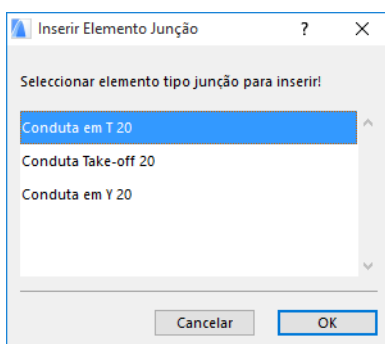 Inserir Elemento Junção
?
Seleccionar elemento tipo junção para inserir!
Conduta em T 20
Conduta Take-off 20
Conduta em Y 20
Cancelar
OK